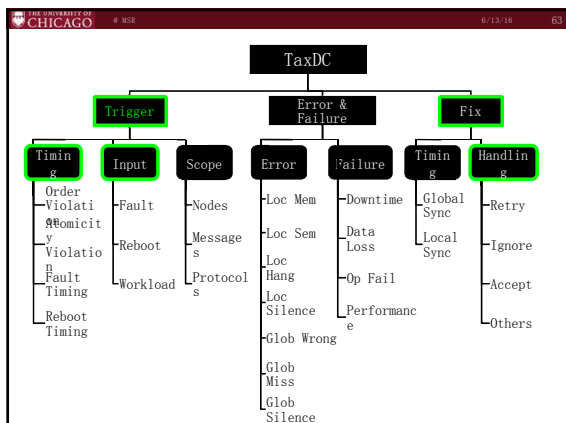 THE UNIVERSITY OF
CHICAGO
@ MSR
6/13/16
63
TaxDC
Trigger
Error &
Failure
Fix
Timin
g
Input
Scope
Error
Failure
Timin
g
Handling
Order
Violati
on
Atomicit
y
Violatio
n
Fault
Timing
Reboot
Timing
Fault
Reboot
Workload
Nodes
Message
s
Protocol
s
Loc Mem
Loc Sem
Loc
Hang
Loc
Silence
Glob Wrong
Glob
Miss
Glob
Silence
Downtime
Data
Loss
Op Fail
Performanc
e
Global
Sync
Local
Sync
Retry
Ignore
Accept
Others